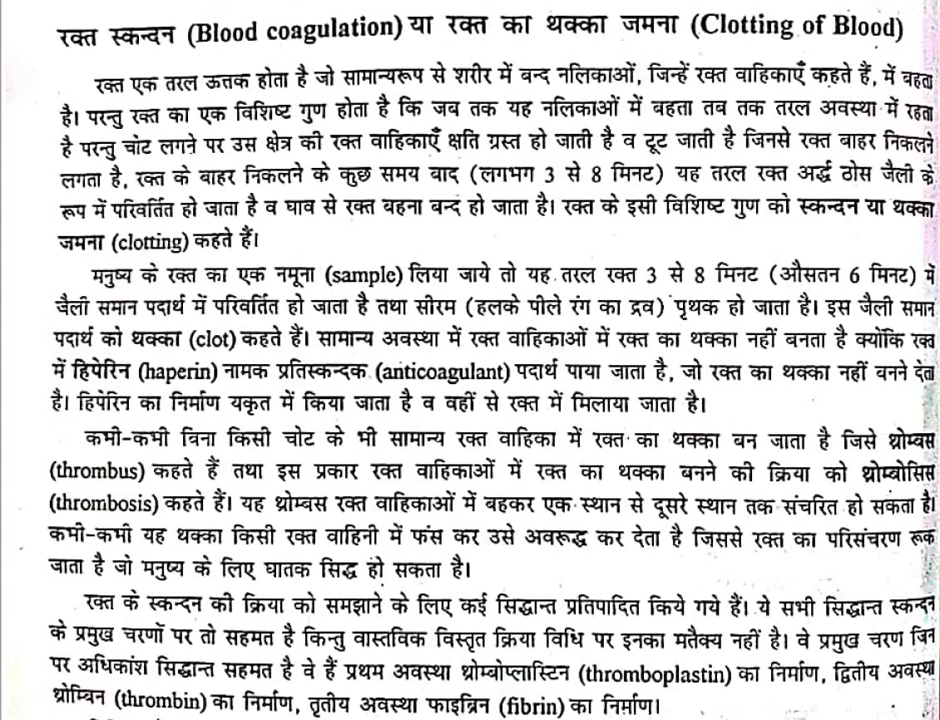 रक्त स्कन्दन (Blood coagulation) या रक्त का थक्का जमना (Clotting of Blood)
रक्त एक तरल ऊतक होता है जो सामान्यरूप से शरीर में बन्द नलिकाओं, जिन्हें रक्त वाहिकाएँ कहते हैं, में बहता
है। परन्तु रक्त का एक विशिष्ट गुण होता है कि जब तक यह नलिकाओं में बहता तब तक तरल अवस्था में रहता
है परन्तु चोट लगने पर उस क्षेत्र की रक्त वाहिकाएँ क्षति ग्रस्त हो जाती है व टूट जाती है जिनसे रक्त बाहर निकलने
लगता है, रक्त के बाहर निकलने के कुछ समय बाद (लगभग 3 से 8 मिनट) यह तरल रक्त अर्द्ध ठोस जैली के
रूप में परिवर्तित हो जाता है व घाव से रक्त बहना बन्द हो जाता है। रक्त के इसी विशिष्ट गुण को स्कन्दन या थक्का
जमना (clotting) कहते हैं।
मनुष्य के रक्त का एक नमूना (sample) लिया जाये तो यह तरल रक्त 3 से 8 मिनट (औसतन 6 मिनट) में
जैली समान पदार्थ में परिवर्तित हो जाता है तथा सीरम (हलके पीले रंग का द्रव) पृथक हो जाता है। इस जैली समान
पदार्थ को थक्का (clot) कहते हैं। सामान्य अवस्था में रक्त वाहिकाओं में रक्त का थक्का नहीं बनता है क्योंकि रक्त
में हिपेरिन (haperin) नामक प्रतिस्कन्दक (anticoagulant) पदार्थ पाया जाता है, जो रक्त का थक्का नहीं बनने देता
है। हिपेरिन का निर्माण यकृत में किया जाता है व वहीं से रक्त में मिलाया जाता है।
कभी-कभी बिना किसी चोट के भी सामान्य रक्त वाहिका में रक्त का थक्का बन जाता है जिसे थ्रोम्बस
(thrombus) कहते हैं तथा इस प्रकार रक्त वाहिकाओं में रक्त का थक्का बनने की क्रिया को थ्रोम्बोसिस
(thrombosis) कहते हैं। यह थ्रोम्बस रक्त वाहिकाओं में बहकर एक स्थान से दूसरे स्थान तक संचरित हो सकता है।
कभी-कभी यह थक्का किसी रक्त वाहिनी में फंस कर उसे अवरूद्ध कर देता है जिससे रक्त का परिसंचरण रूक
जाता है जो मनुष्य के लिए घातक सिद्ध हो सकता है।
रक्त के स्कन्दन की क्रिया को समझाने के लिए कई सिद्धान्त प्रतिपादित किये गये हैं। ये सभी सिद्धान्त स्कन्दन
के प्रमुख चरणों पर तो सहमत है किन्तु वास्तविक विस्तृत क्रिया विधि पर इनका मतैक्य नहीं है। वे प्रमुख चरण जिन
पर अधिकांश सिद्धान्त सहमत है वे हैं प्रथम अवस्था थ्रोम्बोप्लास्टिन (thromboplastin) का निर्माण, द्वितीय अवस्था
थ्रोम्बिन (thrombin) का निर्माण, तृतीय अवस्था फाइब्रिन (fibrin) का निर्माण।